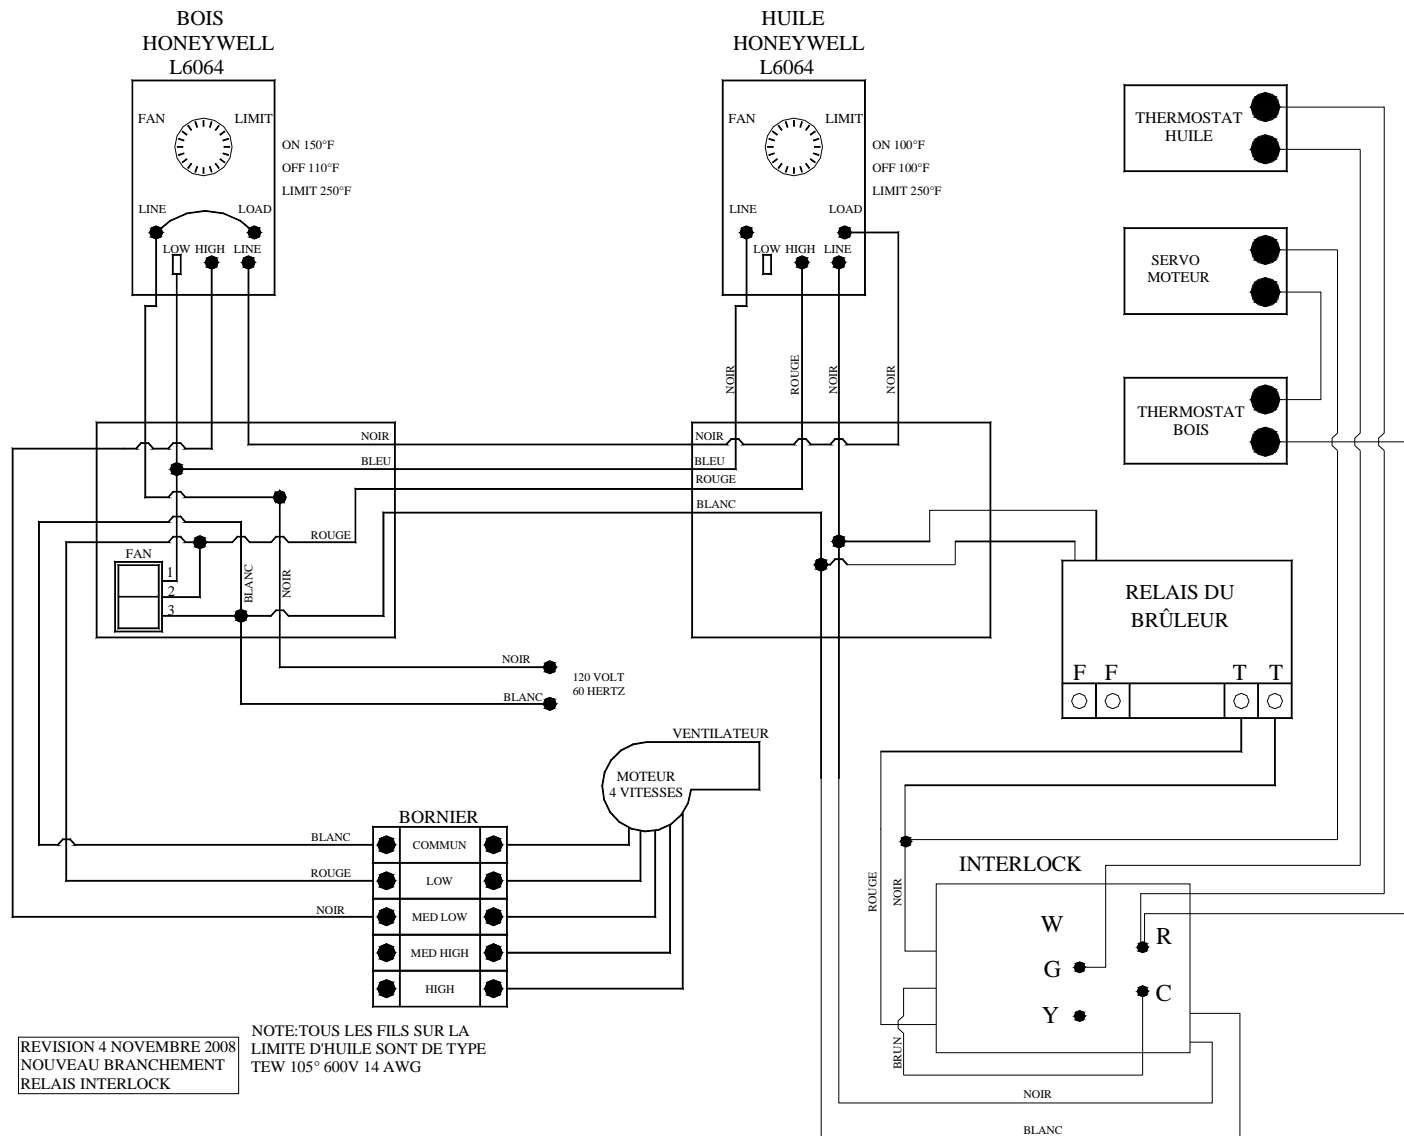 BOIS
HONEYWELL
L6064
FAN
LIMIT
ON 150°F
OFF 110°F
LIMIT 250°F
LINE
LOAD
LOW
HIGH
LINE
HUILE
HONEYWELL
L6064
FAN
LIMIT
ON 100°F
OFF 100°F
LIMIT 250°F
LINE
LOAD
LOW
HIGH
LINE
THERMOSTAT
HUILE
SERVO
MOTEUR
THERMOSTAT
BOIS
NOIR
ROUGE
NOIR
NOIR
NOIR
BLEU
NOIR
BLEU
ROUGE
BLANC
ROUGE
FAN
1
2
3
BLANC
NOIR
NOIR
BLANC
120 VOLT
60 HERTZ
RELAIS DU
BRÛLEUR
F
F
T
T
VENTILATEUR
MOTEUR
4 VITESSES
BORNIER
BLANC
COMMUN
ROUGE
LOW
NOIR
MED LOW
MED HIGH
HIGH
INTERLOCK
ROUGE
NOIR
W
R
G
C
Y
BRUN
NOIR
BLANC
REVISION 4 NOVEMBRE 2008
NOUVEAU BRANCHEMENT
RELAIS INTERLOCK
NOTE:TOUS LES FILS SUR LA
LIMITE D'HUILE SONT DE TYPE
TEW 105° 600V 14 AWG